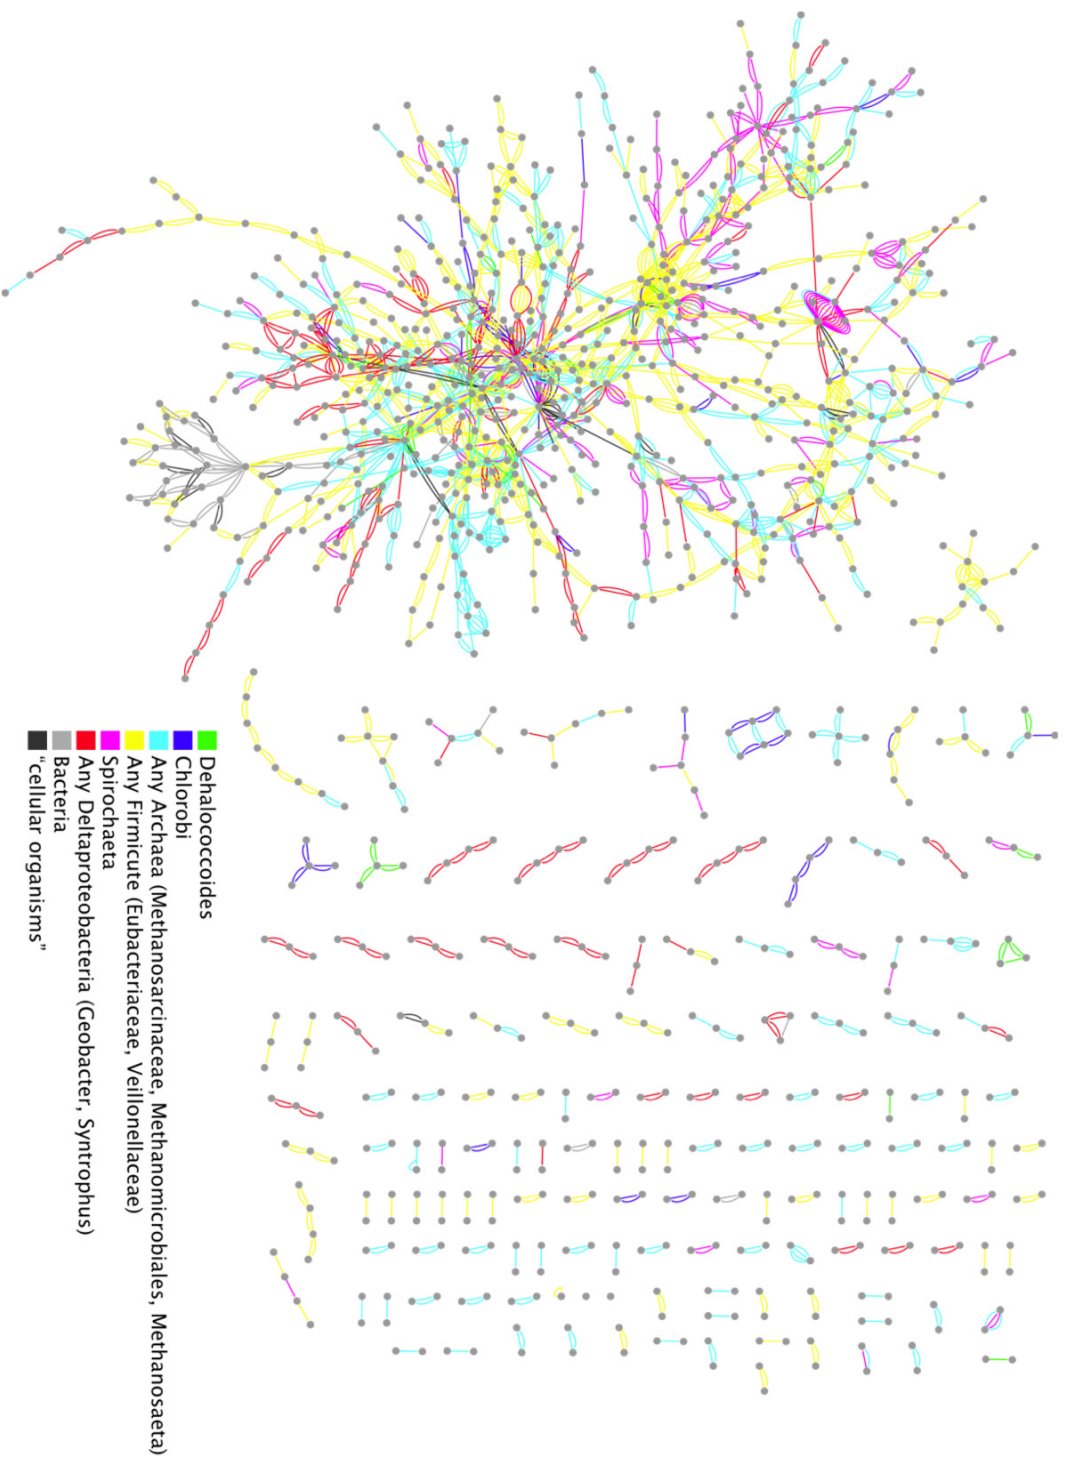 Dehalococcoides
Chlorobi
Any Archaea (Methanosarcinaceae, Methanomicrobiales, Methanosaeta)
Any Firmicute (Eubacteriaceae, Veillonellaceae)
Spirochaeta
Any Deltaproteobacteria (Geobacter, Syntrophus)
Bacteria
“cellular organisms”